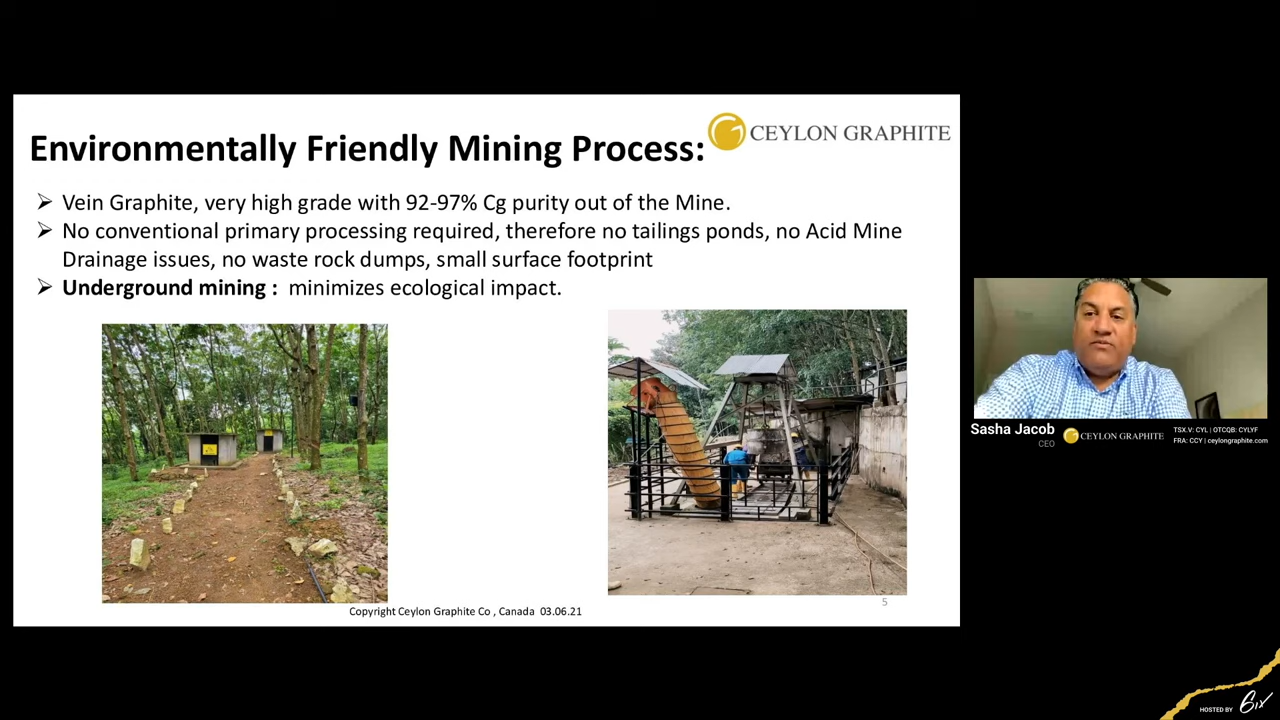 Environmentally Friendly Mining Process:
CEYLON GRAPHITE
➢ Vein Graphite, very high grade with 92-97% Cg purity out of the Mine.
➢ No conventional primary processing required, therefore no tailings ponds, no Acid Mine
Drainage issues, no waste rock dumps, small surface footprint
➢ Underground mining : minimizes ecological impact.
Copyright Ceylon Graphite Co , Canada 03.06.21
5
Sasha Jacob
CEO
CEYLON GRAPHITE
TSX.V: CYL | OTCQB: CYLYF
FRA: CCY | ceylongraphite.com
HOSTED BY 6ix